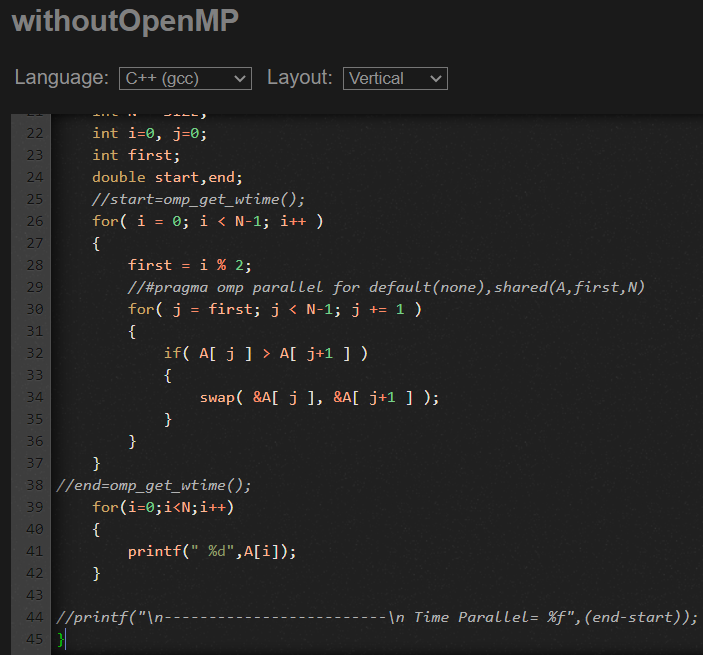 withoutOpenMP
Language: C++ (gcc) Layout: Vertical
21 int N = SIZE;
22 int i=0, j=0;
23 int first;
24 double start,end;
25 //start=omp_get_wtime();
26 for( i = 0; i < N-1; i++ )
27 {
28 first = i % 2;
29 //#pragma omp parallel for default(none),shared(A,first,N)
30 for( j = first; j < N-1; j += 1 )
31 {
32 if( A[ j ] > A[ j+1 ] )
33 {
34 swap( &A[ j ], &A[ j+1 ] );
35 }
36 }
37 }
38 //end=omp_get_wtime();
39 for(i=0;i<N;i++)
40 {
41 printf(" %d",A[i]);
42 }
43
44 //printf("\n-------------------------\n Time Parallel= %f",(end-start));
45 }